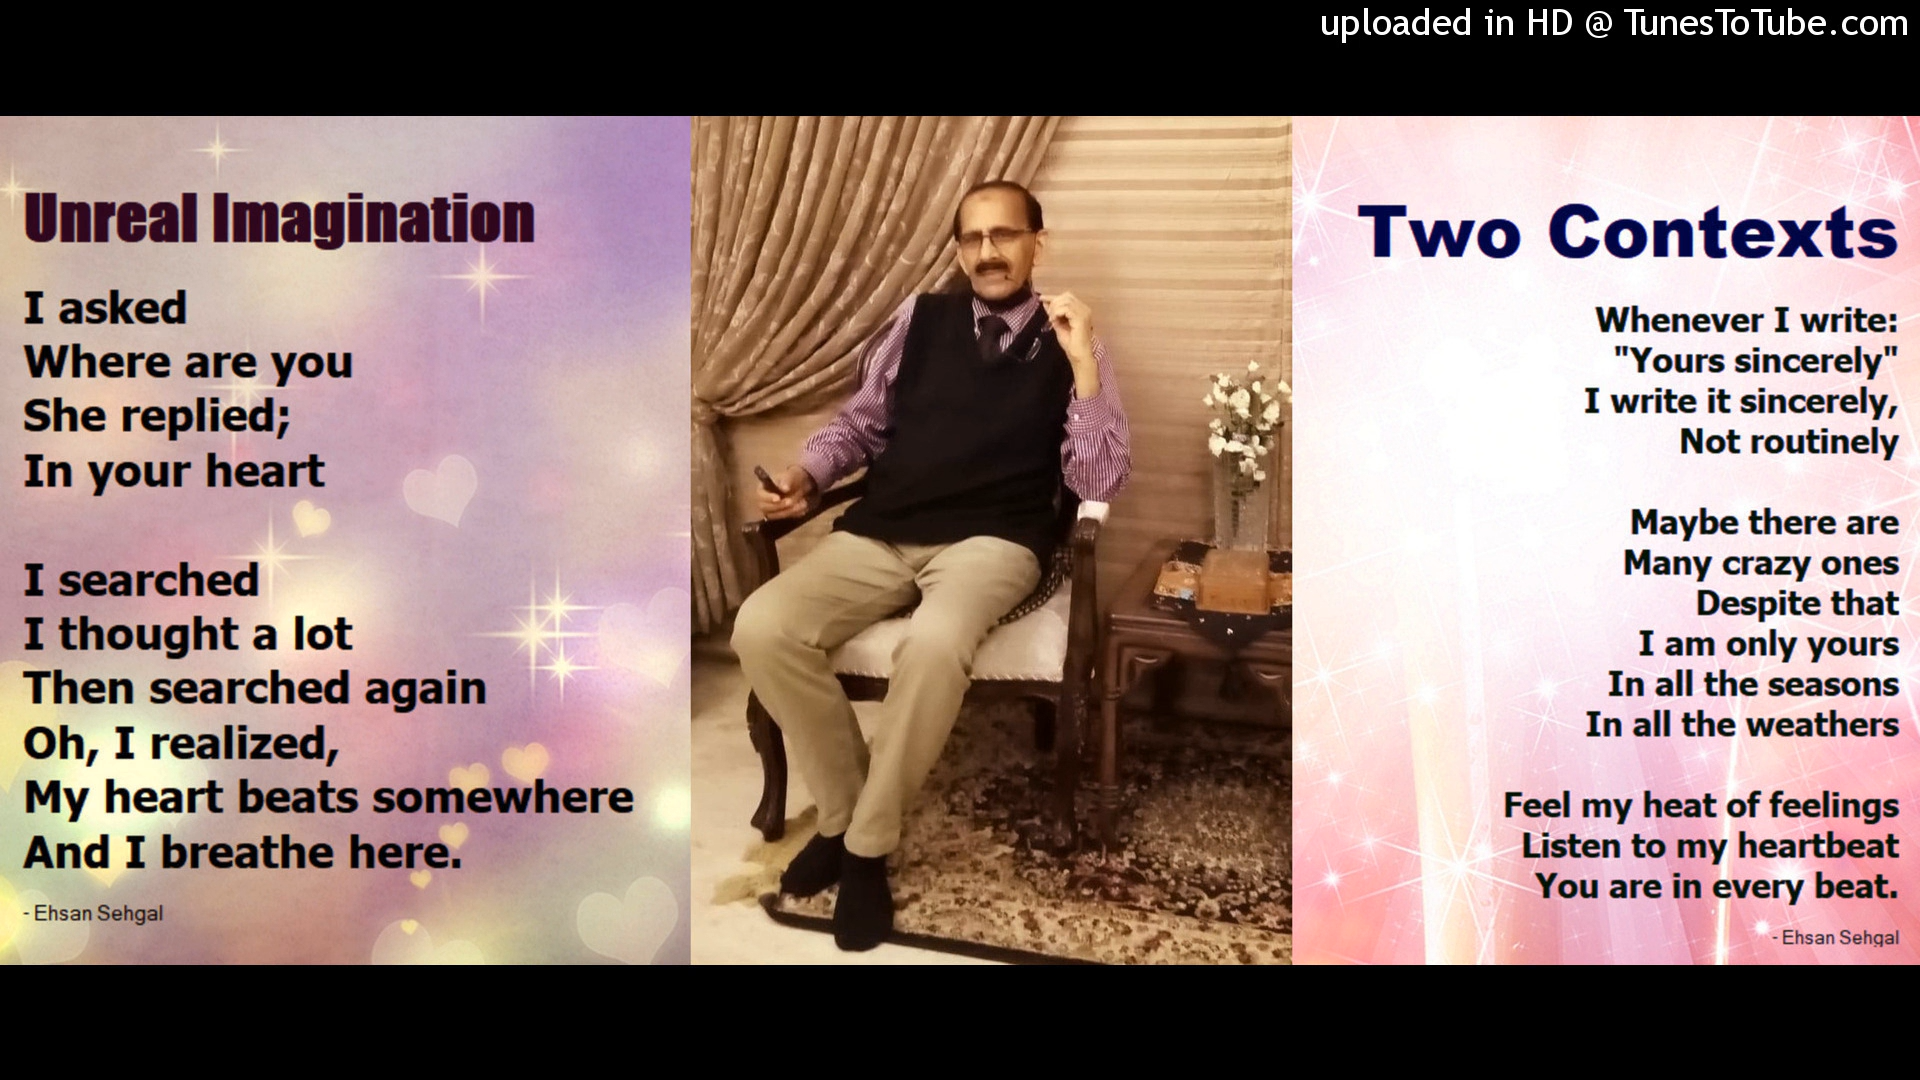 uploaded in HD @ TunesToTube.com
Unreal Imagination
I asked
Where are you
She replied;
In your heart
I searched
I thought a lot
Then searched again
Oh, I realized,
My heart beats somewhere
And I breathe here.
- Ehsan Sehgal
Two Contexts
Whenever I write:
"Yours sincerely"
I write it sincerely,
Not routinely
Maybe there are
Many crazy ones
Despite that
I am only yours
In all the seasons
In all the weathers
Feel my heat of feelings
Listen to my heartbeat
You are in every beat.
- Ehsan Sehgal